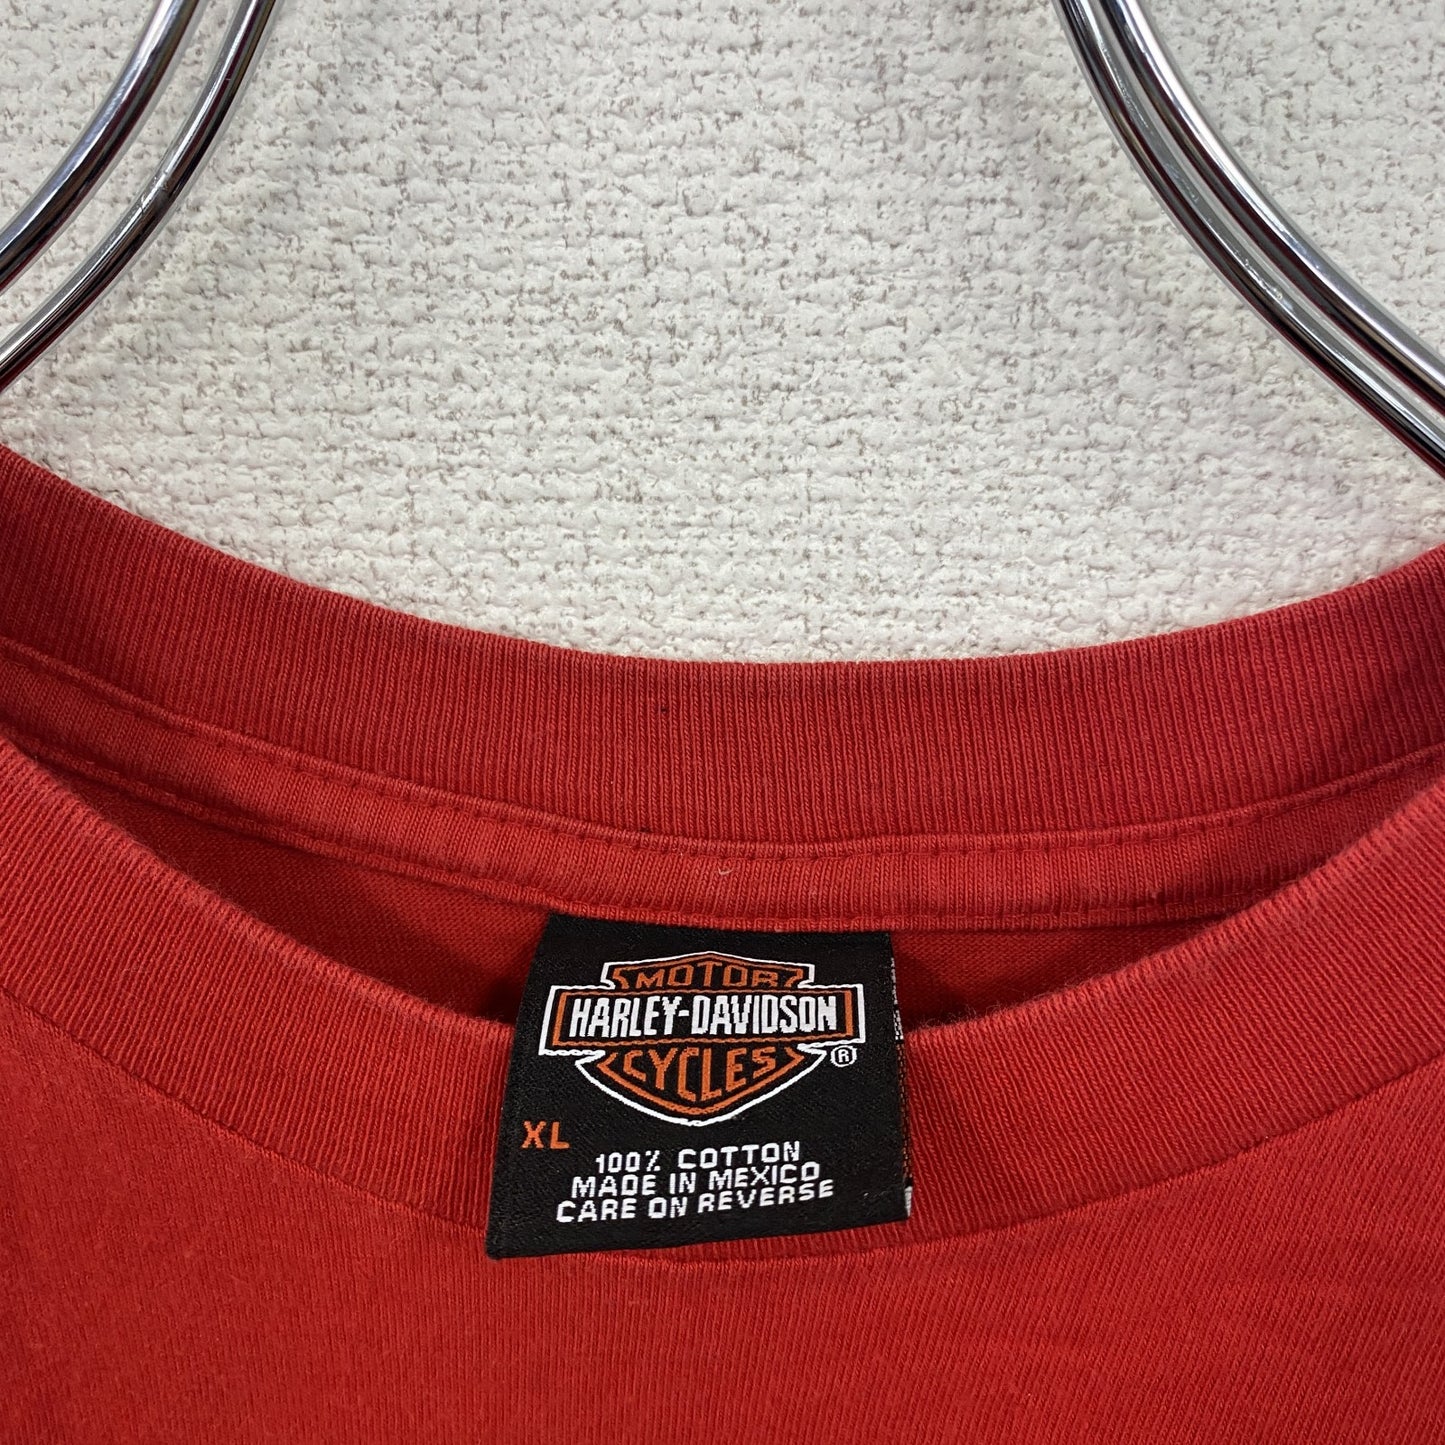 MOTOR
HARLEY-DAVIDSON
CYCLES
®
XL
100% COTTON
MADE IN MEXICO
CARE ON REVERSE